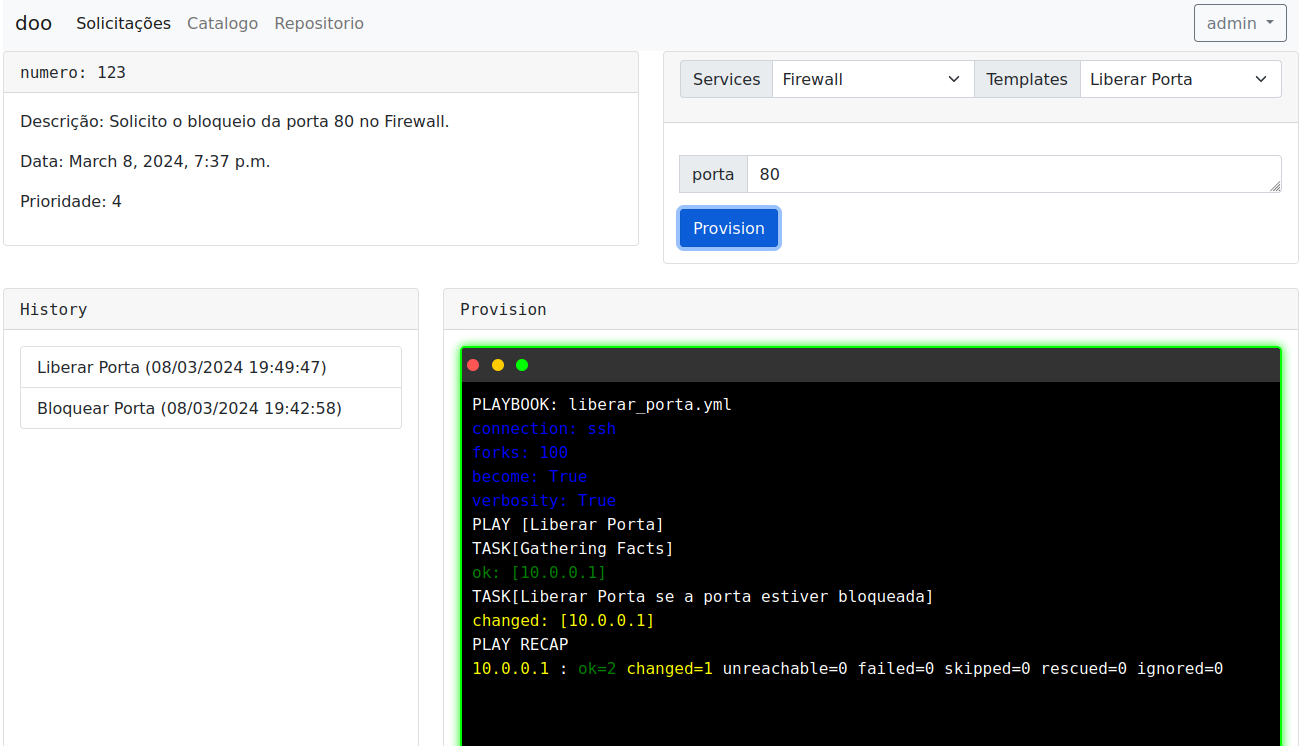 doo Solicitações Catalogo Repositorio admin
numero: 123
Descrição: Solicito o bloqueio da porta 80 no Firewall.
Data: March 8, 2024, 7:37 p.m.
Prioridade: 4
Services Firewall Templates Liberar Porta
porta 80
Provision
History
Liberar Porta (08/03/2024 19:49:47)
Bloquear Porta (08/03/2024 19:42:58)
Provision
PLAYBOOK: liberar_porta.yml
connection: ssh
forks: 100
become: True
verbosity: True
PLAY [Liberar Porta]
TASK[Gathering Facts]
ok: [10.0.0.1]
TASK[Liberar Porta se a porta estiver bloqueada]
changed: [10.0.0.1]
PLAY RECAP
10.0.0.1 : ok=2 changed=1 unreachable=0 failed=0 skipped=0 rescued=0 ignored=0